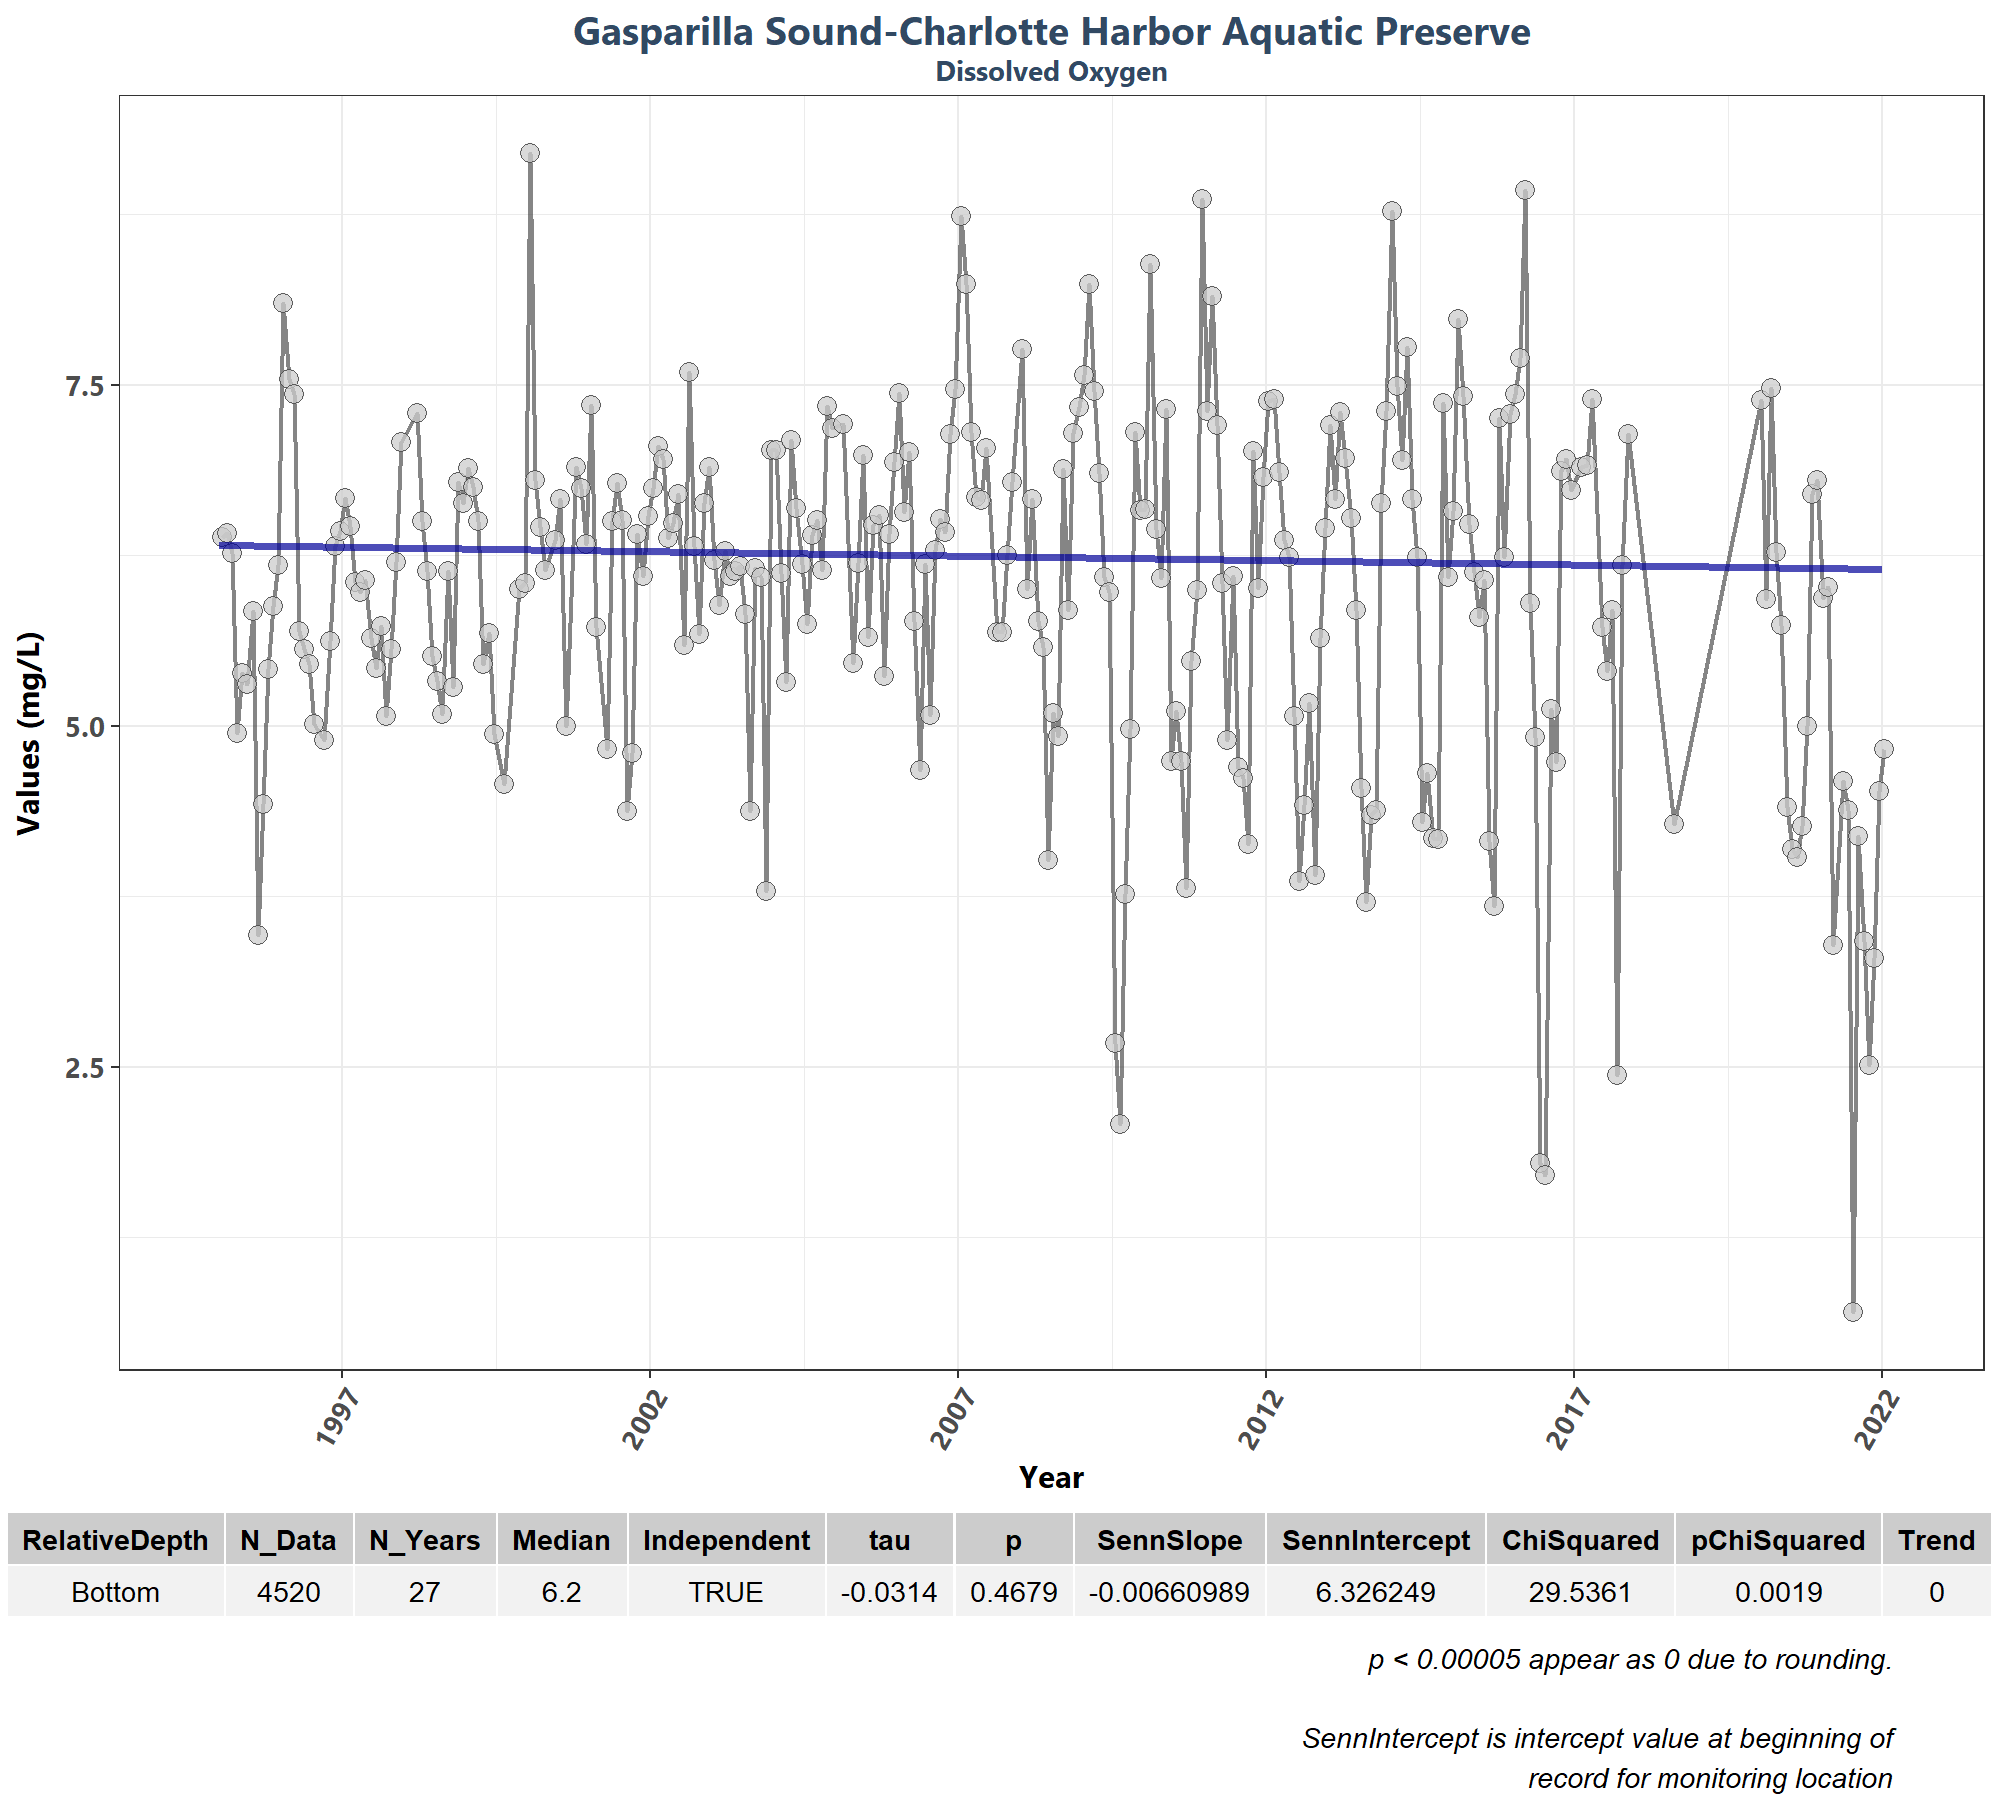 Gasparilla Sound-Charlotte Harbor Aquatic Preserve
Dissolved Oxygen
Values (mg/L)
7.5
5.0
2.5
1997 2002 2007 2012 2017 2022
Year
RelativeDepth N_Data N_Years Median Independent tau p SennSlope SennIntercept ChiSquared pChiSquared Trend
Bottom 4520 27 6.2 TRUE -0.0314 0.4679 -0.00660989 6.326249 29.5361 0.0019 0
p < 0.00005 appear as 0 due to rounding.
SennIntercept is intercept value at beginning of
record for monitoring location